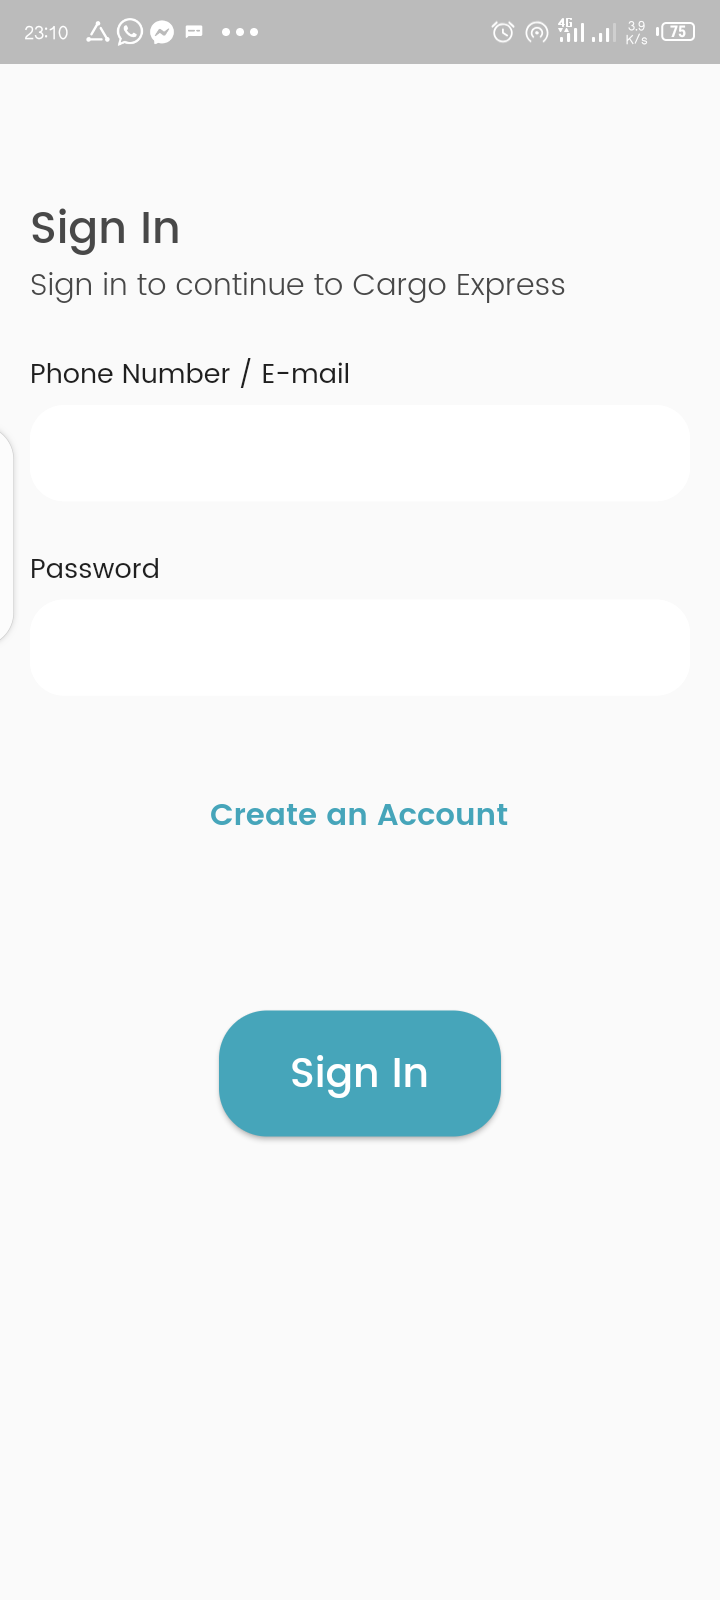 23:10
4G
3.9
K/s
75
Sign In
Sign in to continue to Cargo Express
Phone Number / E-mail
Password
Create an Account
Sign In